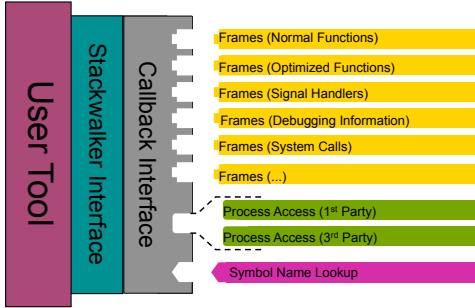 User Tool
Stackwalker Interface
Callback Interface
Frames (Normal Functions)
Frames (Optimized Functions)
Frames (Signal Handlers)
Frames (Debugging Information)
Frames (System Calls)
Frames (...)
Process Access (1st Party)
Process Access (3rd Party)
Symbol Name Lookup